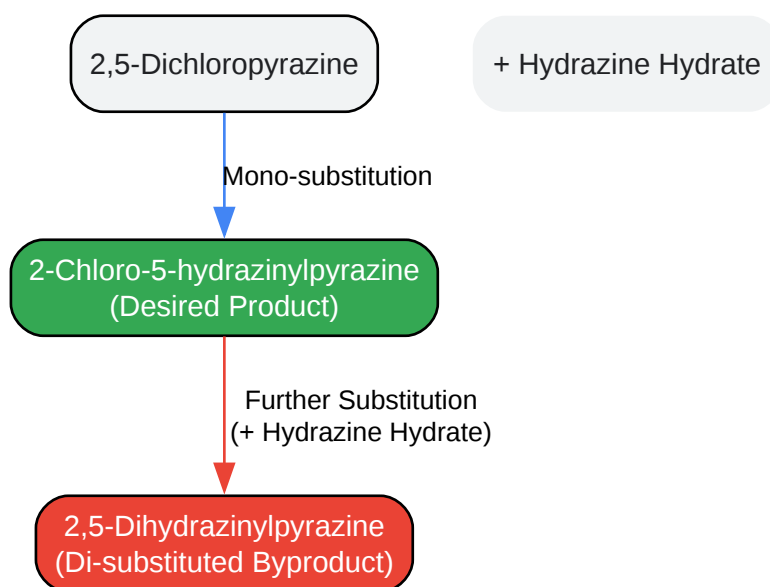 2,5-Dichloropyrazine
+ Hydrazine Hydrate
Mono-substitution
2-Chloro-5-hydrazinylpyrazine
(Desired Product)
Further Substitution
(+ Hydrazine Hydrate)
2,5-Dihydrazinylpyrazine
(Di-substituted Byproduct)